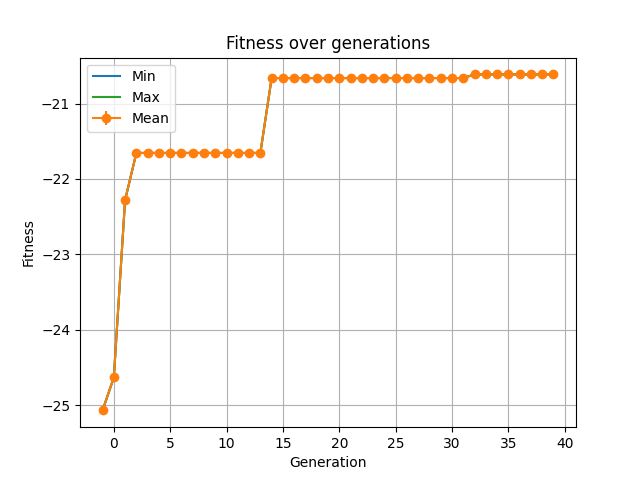 Fitness over generations
Min
Max
Mean
−21
−22
−23
−24
−25
Fitness
0 5 10 15 20 25 30 35 40
Generation